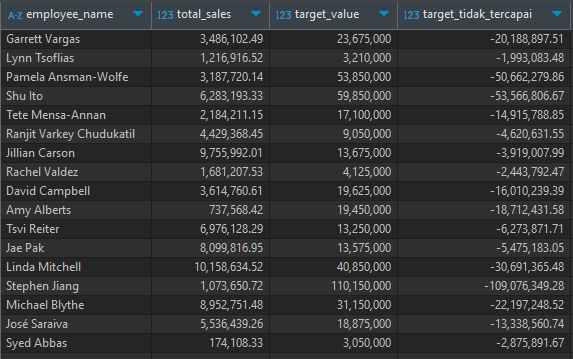 A-Z employee_name 123 total_sales 123 target_value 123 target_tidak_tercapai
Garrett Vargas 3,486,102.49 23,675,000 -20,188,897.51
Lynn Tsoflias 1,216,916.52 3,210,000 -1,993,083.48
Pamela Ansman-Wolfe 3,187,720.14 53,850,000 -50,662,279.86
Shu Ito 6,283,193.33 59,850,000 -53,566,806.67
Tete Mensa-Annan 2,184,211.15 17,100,000 -14,915,788.85
Ranjit Varkey Chudukatil 4,429,368.45 9,050,000 -4,620,631.55
Jillian Carson 9,755,992.01 13,675,000 -3,919,007.99
Rachel Valdez 1,681,207.53 4,125,000 -2,443,792.47
David Campbell 3,614,760.61 19,625,000 -16,010,239.39
Amy Alberts 737,568.42 19,450,000 -18,712,431.58
Tsvi Reiter 6,976,128.29 13,250,000 -6,273,871.71
Jae Pak 8,099,816.95 13,575,000 -5,475,183.05
Linda Mitchell 10,158,634.52 40,850,000 -30,691,365.48
Stephen Jiang 1,073,650.72 110,150,000 -109,076,349.28
Michael Blythe 8,952,751.48 31,150,000 -22,197,248.52
José Saraiva 5,536,439.26 18,875,000 -13,338,560.74
Syed Abbas 174,108.33 3,050,000 -2,875,891.67